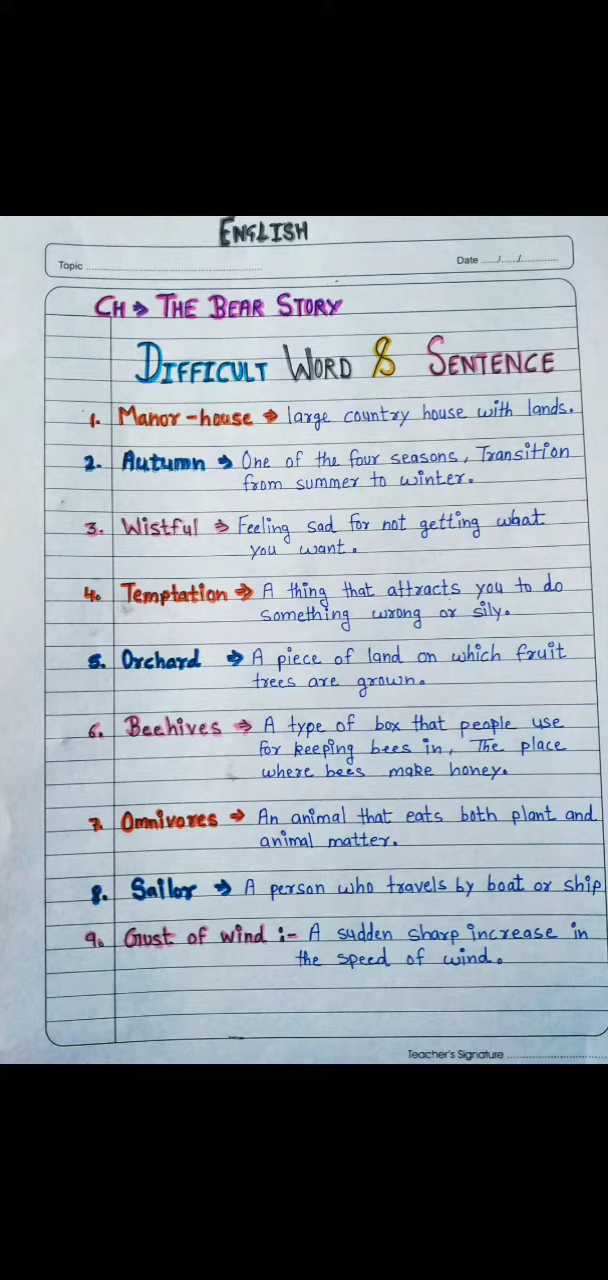 ENGLISH
Topic
Date ...../...../............
CH → THE BEAR STORY
DIFFICULT WORD & SENTENCE
1. Manor-house → large country house with lands.
2. Autumn → One of the four seasons, Transition
from summer to winter.
3. Wistful → Feeling sad for not getting what
you want.
4. Temptation → A thing that attracts you to do
something wrong or sily.
5. Orchard → A piece of land on which fruit
trees are grown.
6. Beehives → A type of box that people use
for keeping bees in, The place
where bees make honey.
7. Omnivores → An animal that eats both plant and
animal matter.
8. Sailor → A person who travels by boat or ship
9. Gust of wind :- A sudden sharp increase in
the speed of wind.
Teacher's Signature